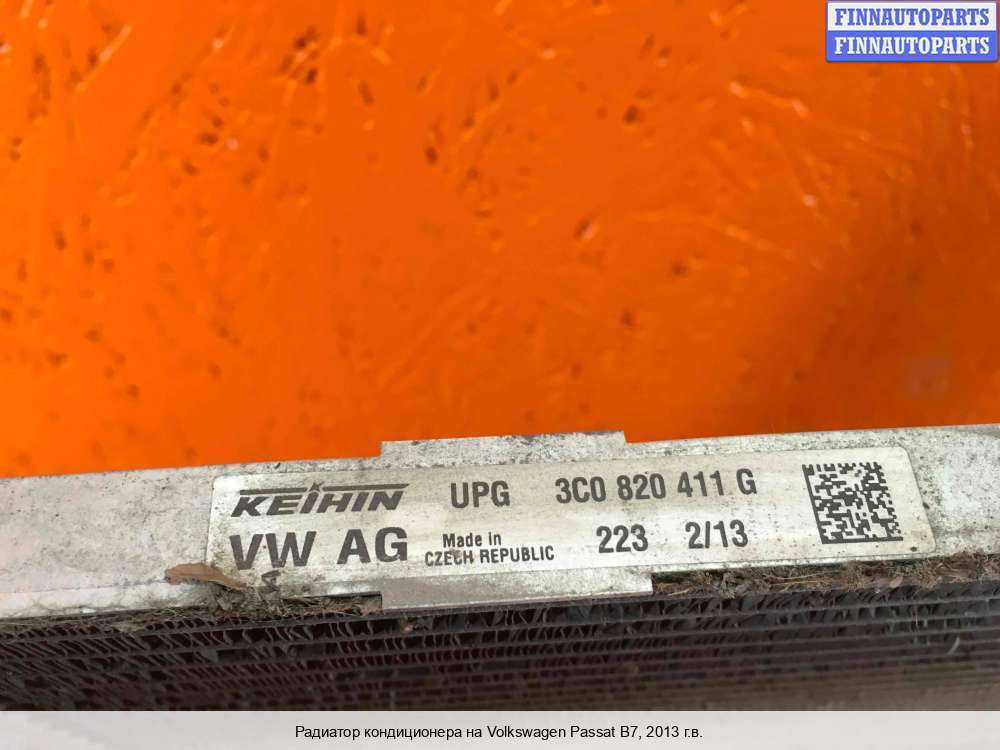 FINNAUTOPARTS
FINNAUTOPARTS
KEIHIN UPG 3C0 820 411 G
VW AG Made in CZECH REPUBLIC 223 2/13
Радиатор кондиционера на Volkswagen Passat B7, 2013 г.в.